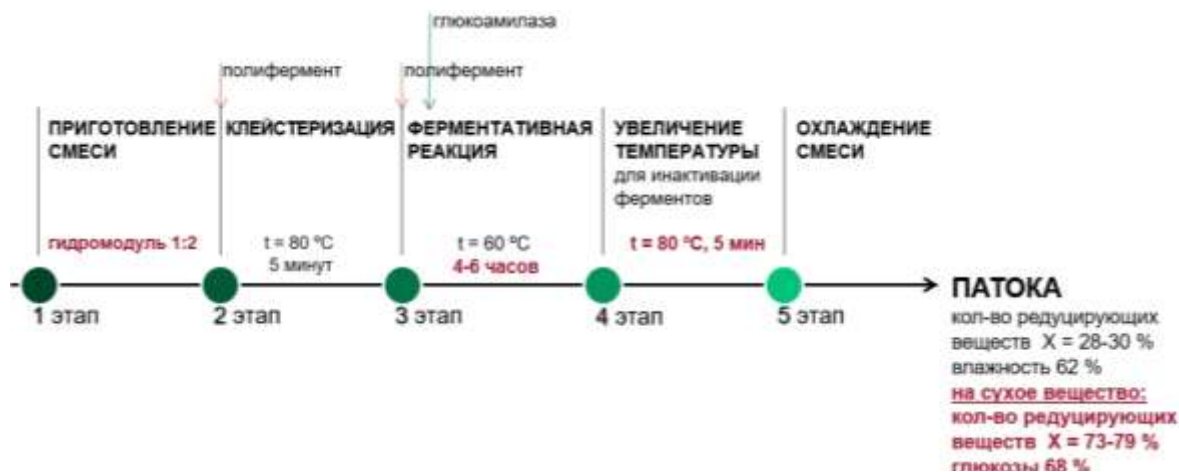 глюкоамилаза
полифермент
полифермент
ПРИГОТОВЛЕНИЕ
СМЕСИ
КЛЕЙСТЕРИЗАЦИЯ
ФЕРМЕНТАТИВНАЯ
РЕАКЦИЯ
УВЕЛИЧЕНИЕ
ТЕМПЕРАТУРЫ
для инактивации
ферментов
ОХЛАЖДЕНИЕ
СМЕСИ
гидромодуль 1:2
t = 80 ºС
5 минут
t = 60 ºС
4-6 часов
t = 80 ºС, 5 мин
1 этап
2 этап
3 этап
4 этап
5 этап
ПАТОКА
кол-во редуцирующих
веществ X = 28-30 %
влажность 62 %
на сухое вещество:
кол-во редуцирующих
веществ X = 73-79 %
глюкозы 68 %